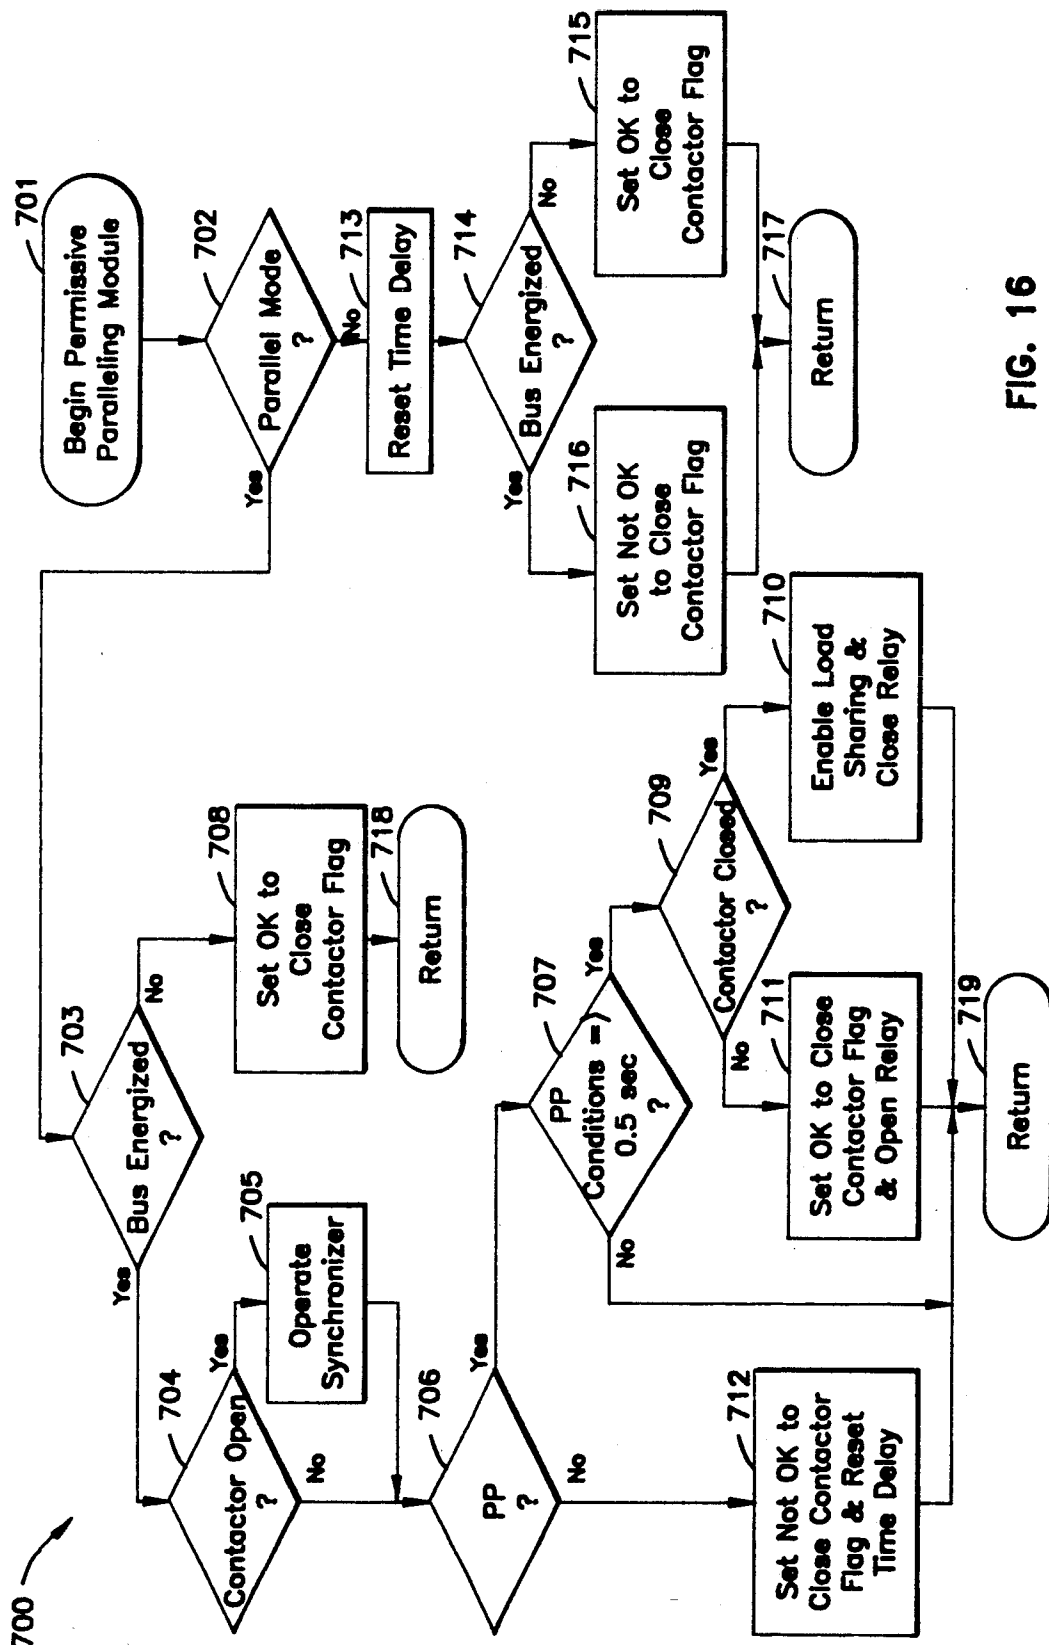 700
701
Begin Permissive
Paralleling Module
702
Parallel Mode
?
Yes
No
713
Reset Time Delay
714
Bus Energized
?
Yes
No
715
Set OK to
Close
Contactor Flag
716
Set Not OK
to Close
Contactor Flag
717
Return
703
Bus Energized
?
Yes
No
708
Set OK to
Close
Contactor Flag
718
Return
704
Contactor Open
?
Yes
No
705
Operate
Synchronizer
706
PP
?
Yes
No
707
PP
Conditions =)
0.5 sec
?
Yes
No
709
Contactor Closed
?
Yes
No
710
Enable Load
Sharing &
Close Relay
711
Set OK to Close
Contactor Flag
& Open Relay
712
Set Not OK to
Close Contactor
Flag & Reset
Time Delay
719
Return
FIG. 16